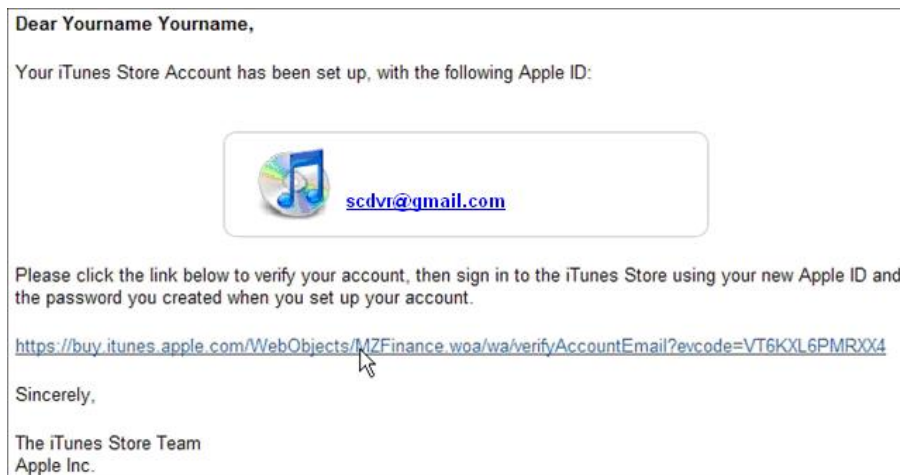 Dear Yourname Yourname,
Your iTunes Store Account has been set up, with the following Apple ID:
scdvr@gmail.com
Please click the link below to verify your account, then sign in to the iTunes Store using your new Apple ID and
the password you created when you set up your account.
https://buy.itunes.apple.com/WebObjects/MZFinance.woa/wa/verifyAccountEmail?evcode=VT6KXL6PMRXX4
Sincerely,
The iTunes Store Team
Apple Inc.